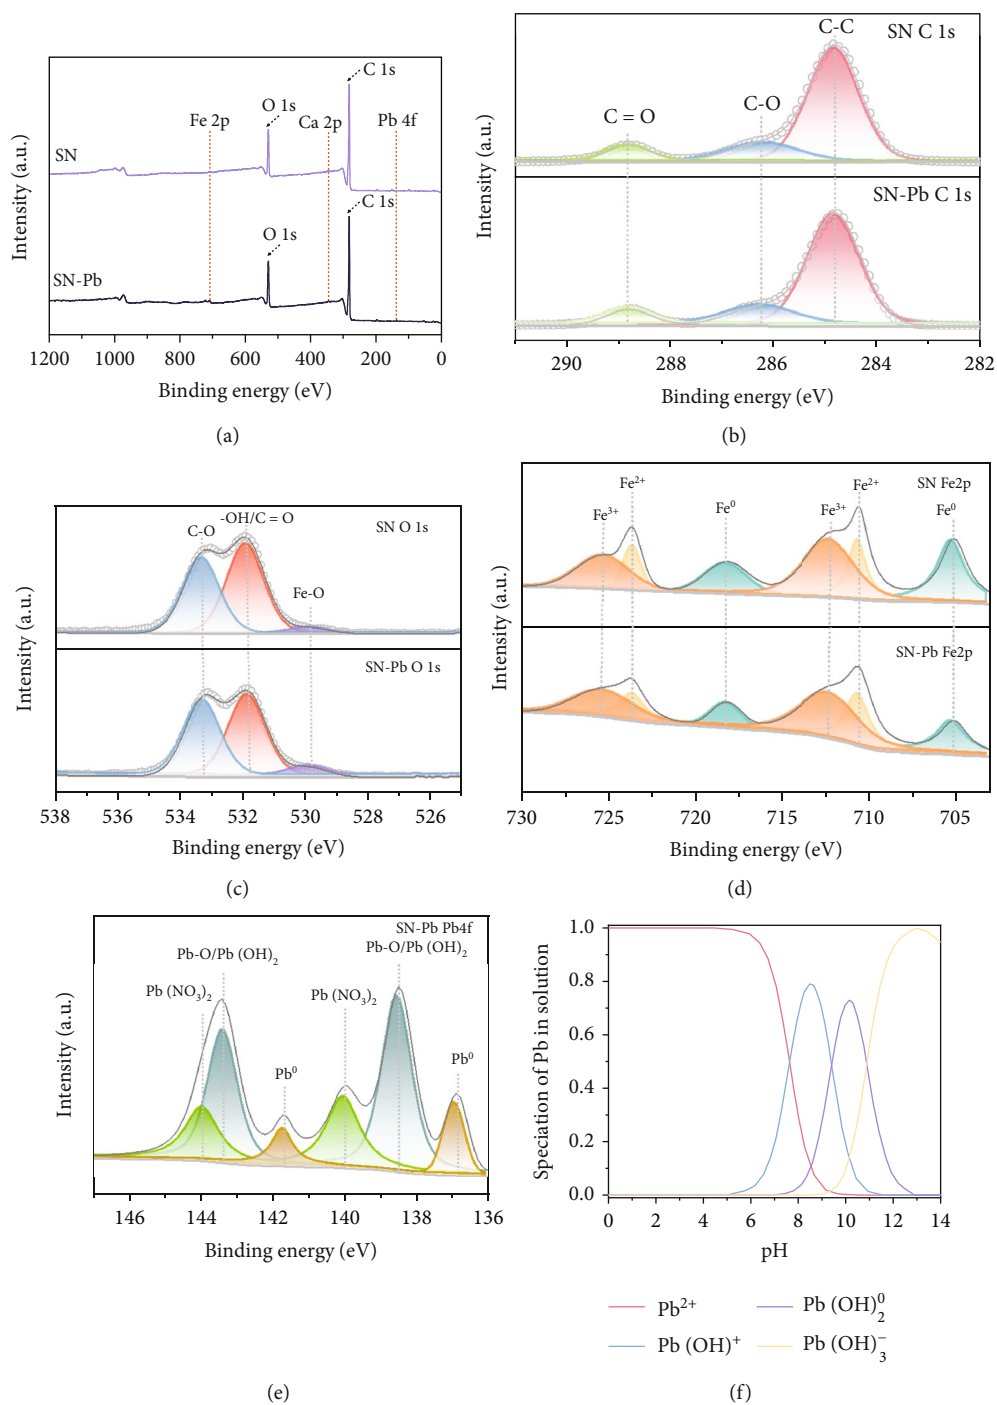 Intensity (a.u.)
C 1s
O 1s
Fe 2p
Ca 2p
Pb 4f
SN
C 1s
O 1s
SN-Pb
1200 1000 800 600 400 200 0
Binding energy (eV)
(a)
Intensity (a.u.)
C-C
SN C 1s
C-O
C = O
SN-Pb C 1s
290 288 286 284 282
Binding energy (eV)
(b)
Intensity (a.u.)
-OH/C = O
SN O 1s
C-O
Fe-O
SN-Pb O 1s
538 536 534 532 530 528 526
Binding energy (eV)
(c)
Intensity (a.u.)
Fe²⁺ Fe²⁺ SN Fe2p
Fe³⁺ Fe⁰ Fe³⁺ Fe⁰
SN-Pb Fe2p
730 725 720 715 710 705
Binding energy (eV)
(d)
Intensity (a.u.)
SN-Pb Pb4f
Pb-O/Pb (OH)₂ Pb-O/Pb (OH)₂
Pb (NO₃)₂ Pb (NO₃)₂
Pb⁰ Pb⁰
146 144 142 140 138 136
Binding energy (eV)
(e)
Speciation of Pb in solution
1.0
0.8
0.6
0.4
0.2
0.0
0 2 4 6 8 10 12 14
pH
Pb²⁺ Pb (OH)₂⁰
Pb (OH)⁺ Pb (OH)₃⁻
(f)